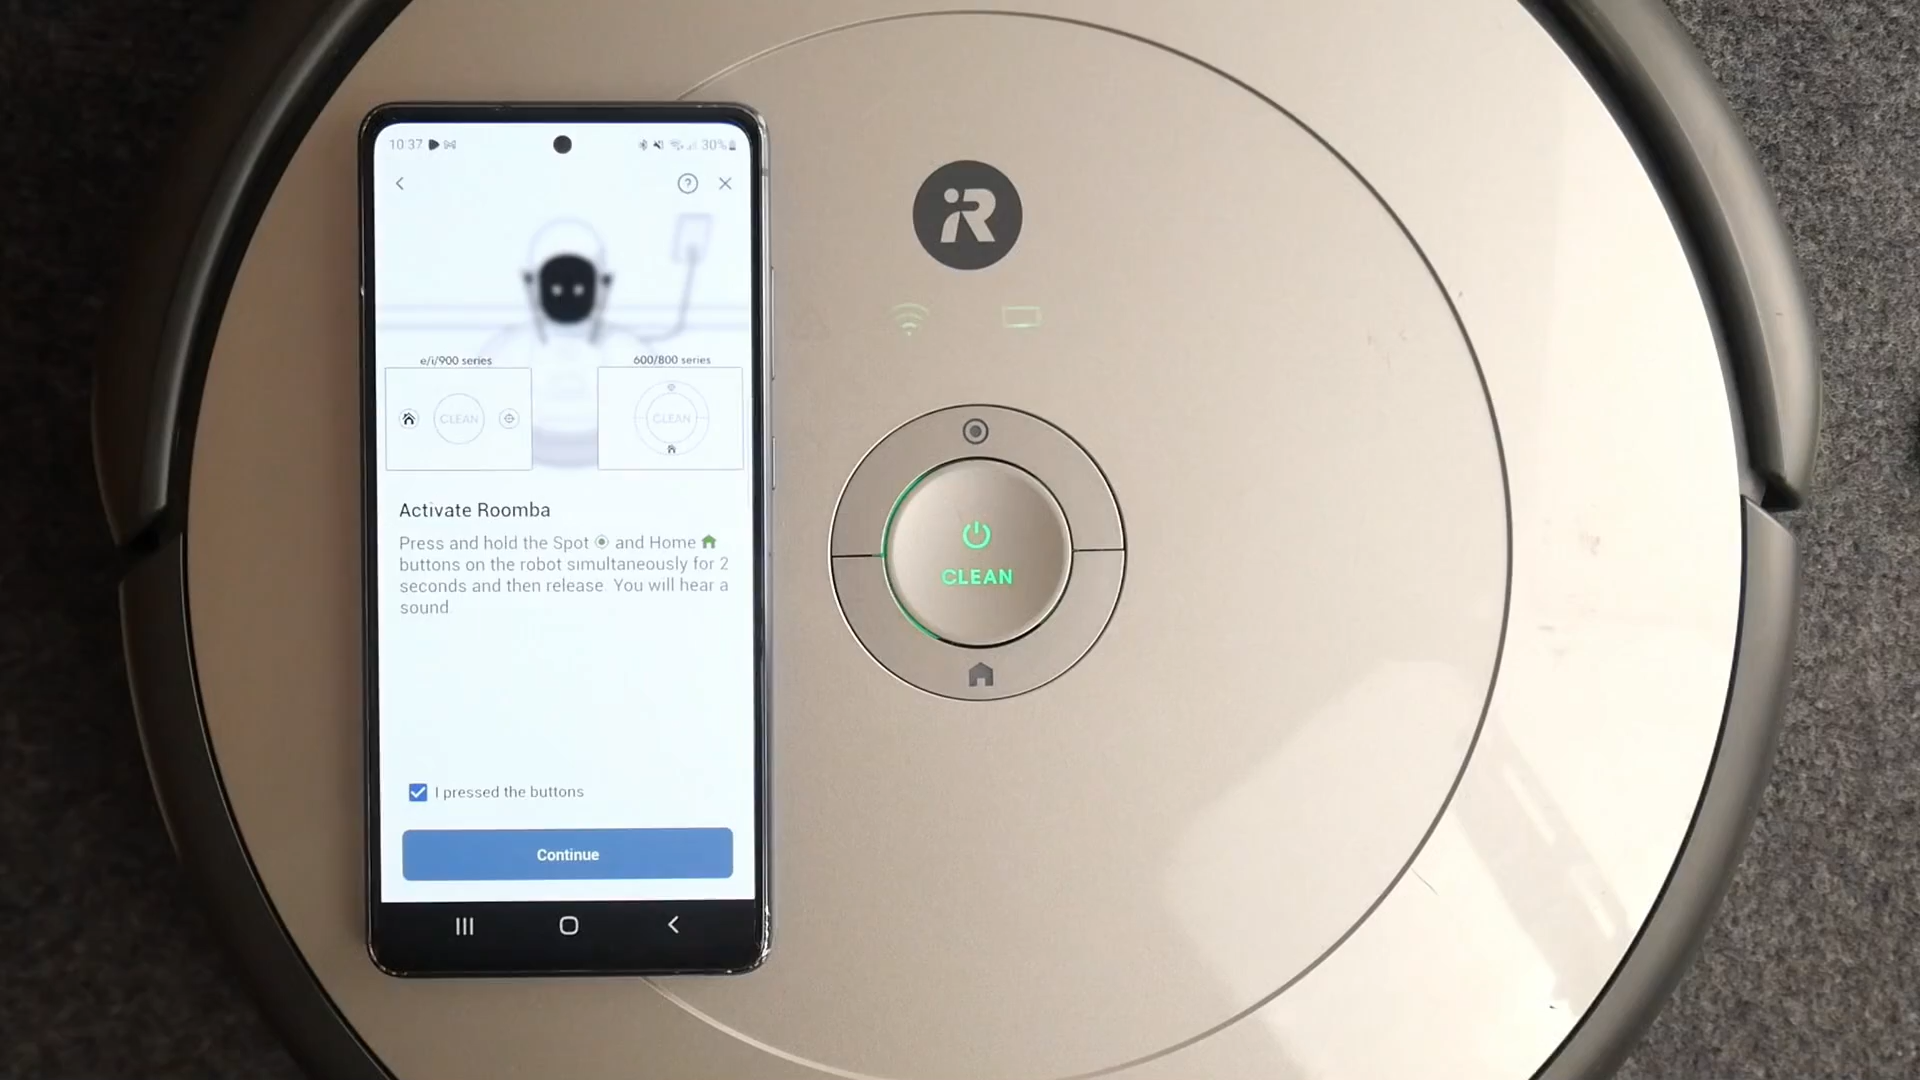 10:37
30%
e/i/900 series
600/800 series
CLEAN
CLEAN
Activate Roomba
Press and hold the Spot and Home
buttons on the robot simultaneously for 2
seconds and then release. You will hear a
sound.
I pressed the buttons
Continue
iR
CLEAN